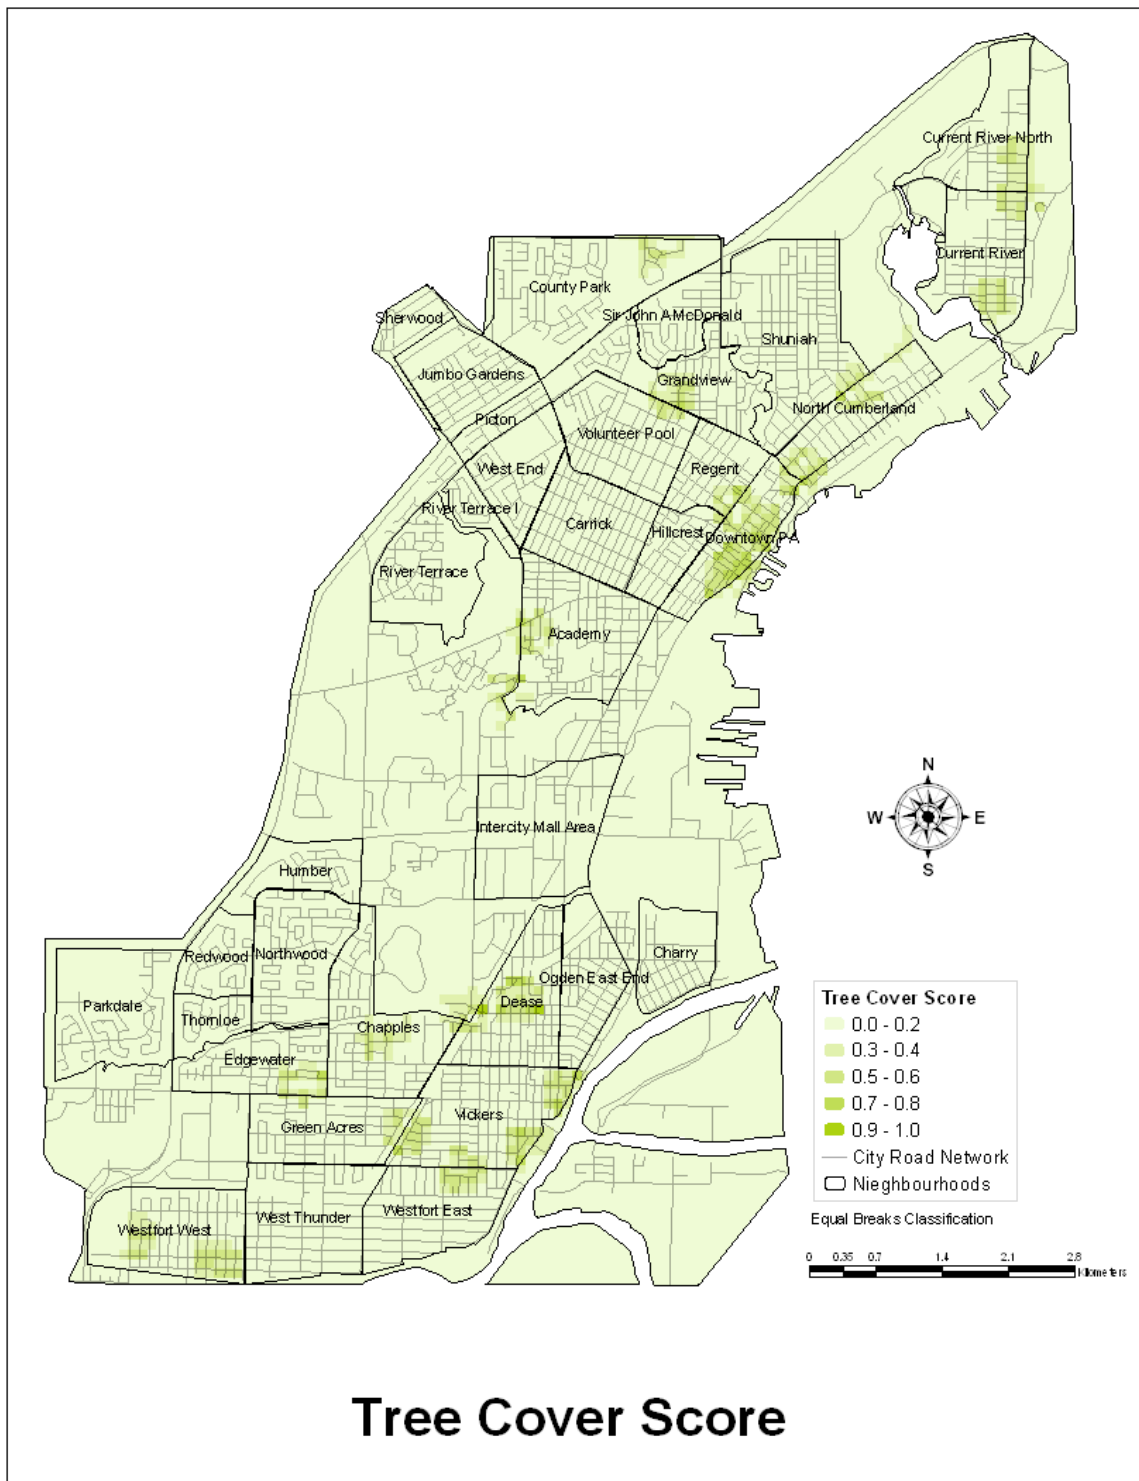 Current River North
Current River
County Park
Sherwood
Sir John A McDonald
Shuniah
Jumbo Gardens
Grandview
North Cumberland
Picton
Volunteer Pool
West End
Regent
River Terrace I
Carrick
Hillcrest
Downtown PA
River Terrace
Academy
N
W
E
S
Intercity Mall Area
Humber
Redwood
Northwood
Charry
Ogden East End
Parkdale
Dease
Thornloe
Chapples
Edgewater
Vickers
Green Acres
West Thunder
Westfort East
Westfort West
Tree Cover Score
0.0 - 0.2
0.3 - 0.4
0.5 - 0.6
0.7 - 0.8
0.9 - 1.0
City Road Network
Nieghbourhoods
Equal Breaks Classification
0 0.35 0.7 1.4 2.1 2.8
Kilometers
Tree Cover Score